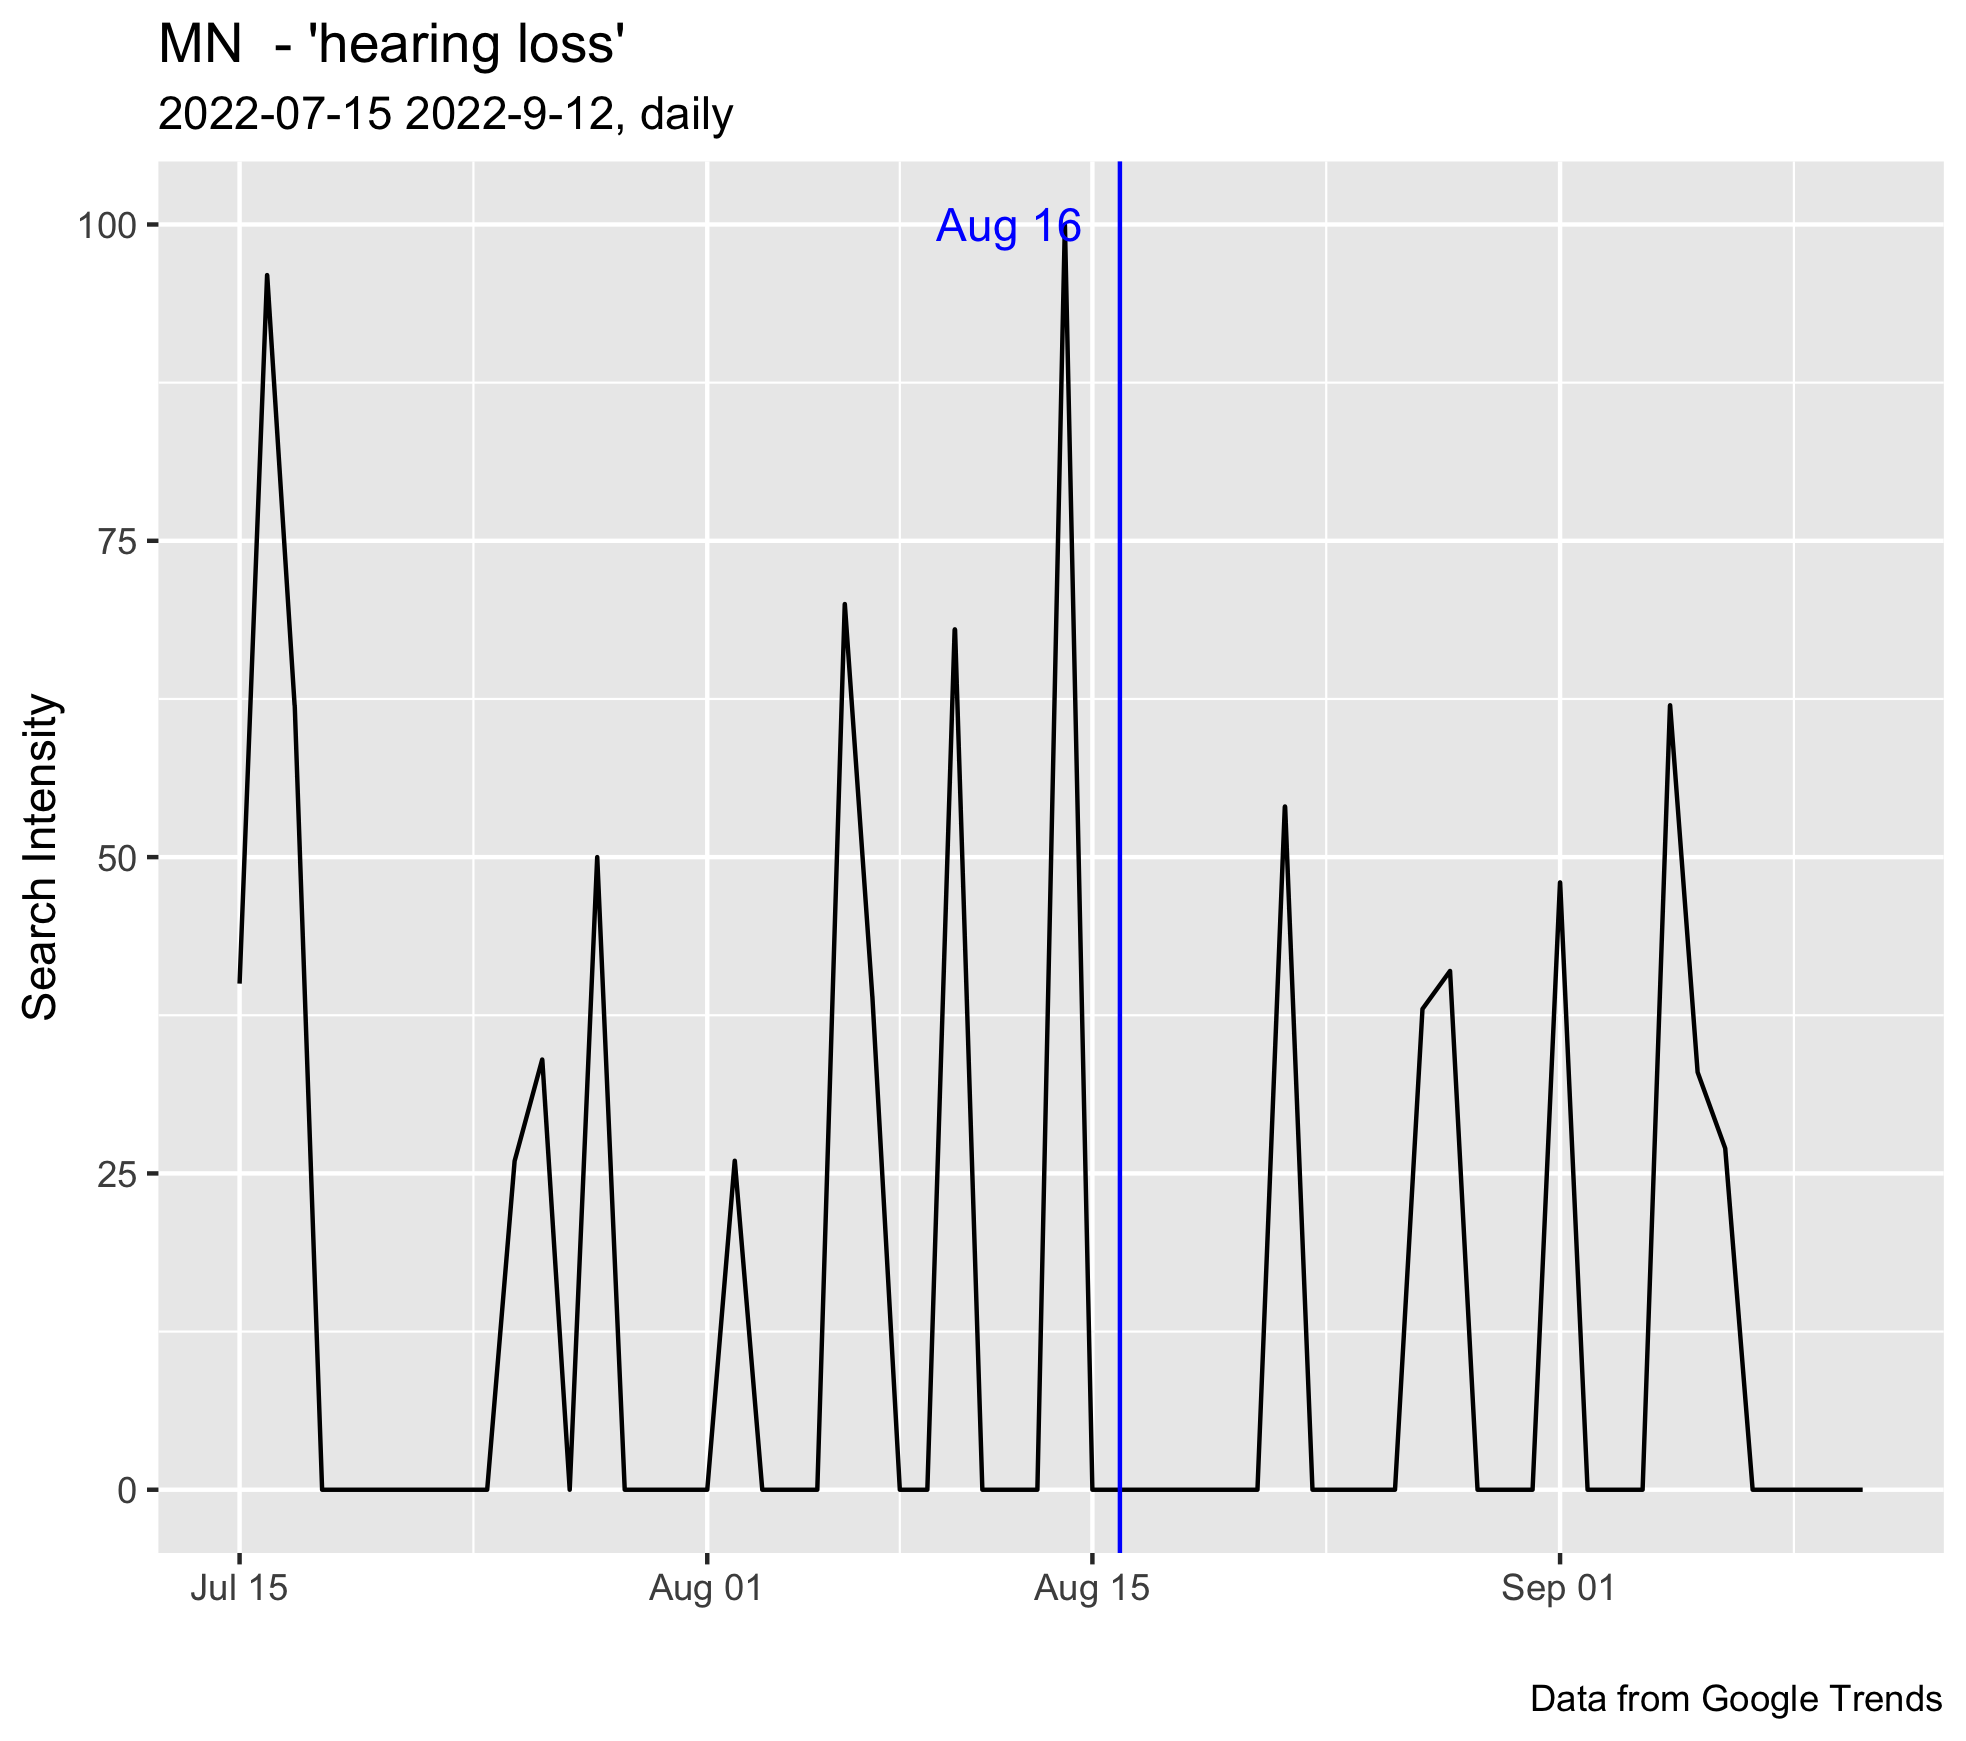 MN  - 'hearing loss'
2022-07-15 2022-9-12, daily
Aug 16
100
75
50
25
0
Search Intensity
Jul 15 Aug 01 Aug 15 Sep 01
Data from Google Trends